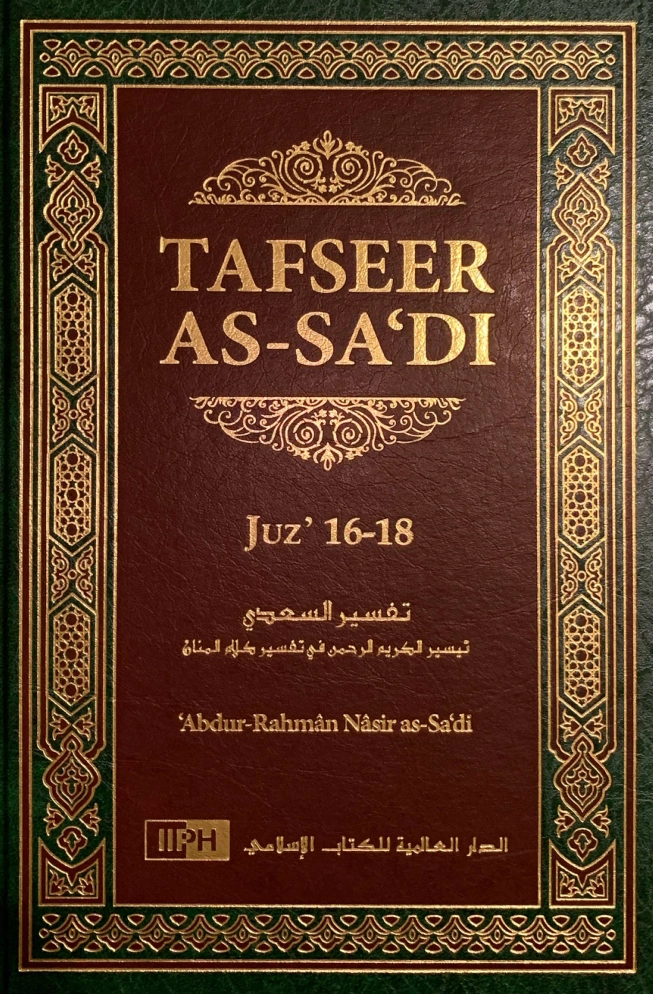 TAFSEER
AS-SA‘DI
Juz’ 16-18
تفسير السعدي
تيسير الكريم الرحمن في تفسير كلام المنان
‘Abdur-Rahmân Nâsir as-Sa‘di
IIPH الدار العالمية للكتاب الإسلامي